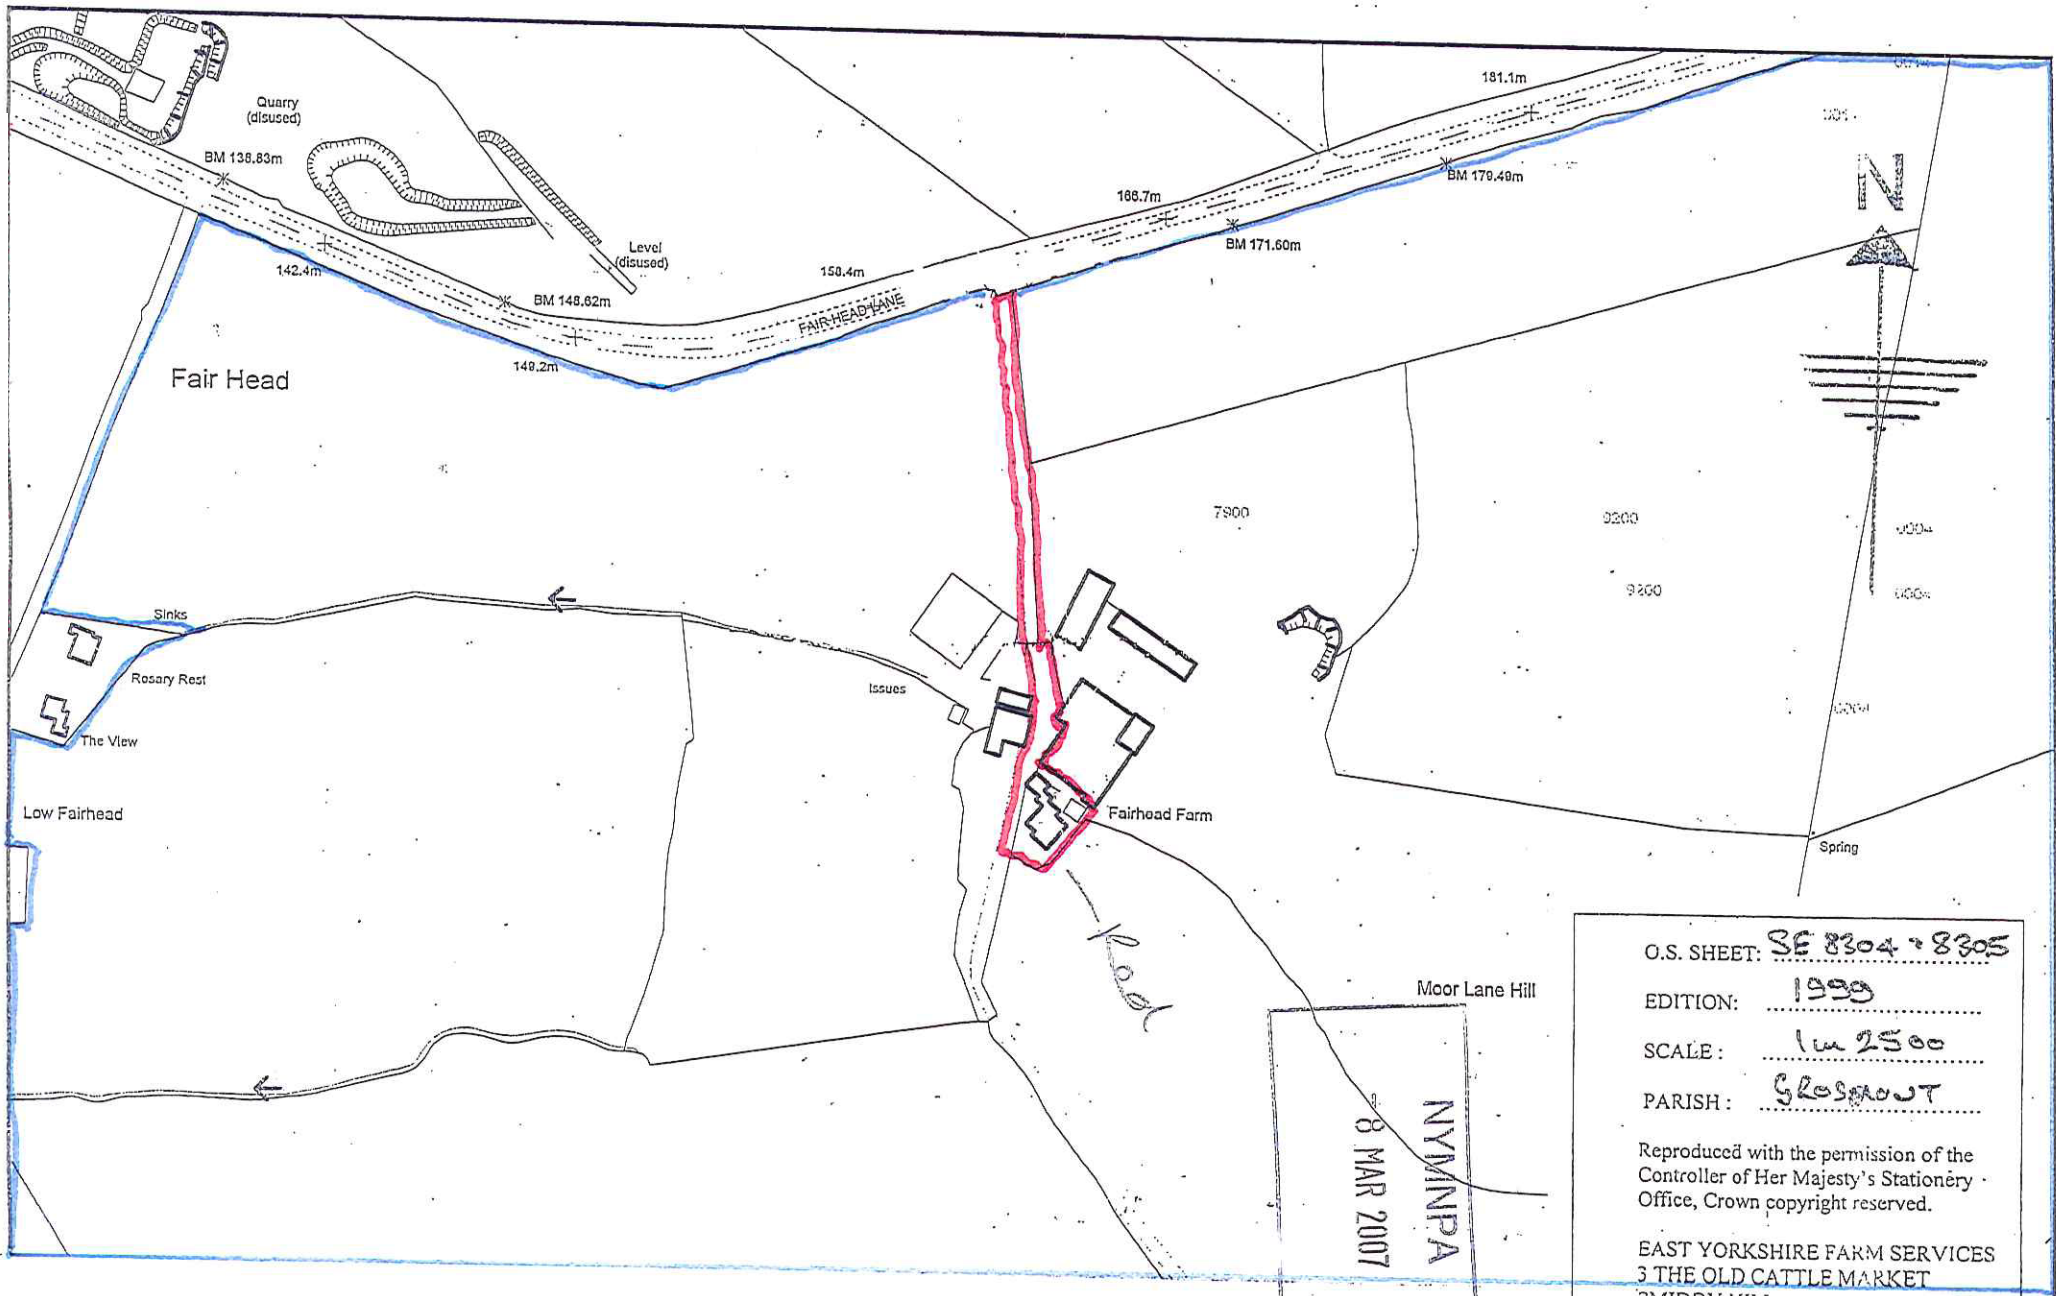 181.1m
Quarry
(disused)
BM 138.83m
N
166.7m
BM 179.49m
BM 171.60m
Level
(disused)
142.4m
158.4m
BM 148.62m
FAIR HEAD LANE
149.2m
Fair Head
7900
9200
9200
Sinks
Rosary Rest
Issues
The View
Low Fairhead
Fairhead Farm
Spring
Red
Moor Lane Hill
NYMNPA
- 8 MAR 2007
O.S. SHEET: SE 8304 & 8305
EDITION: 1999
SCALE: 1 in 2500
PARISH: GROSMONT
Reproduced with the permission of the
Controller of Her Majesty's Stationery
Office, Crown copyright reserved.
EAST YORKSHIRE FARM SERVICES
3 THE OLD CATTLE MARKET